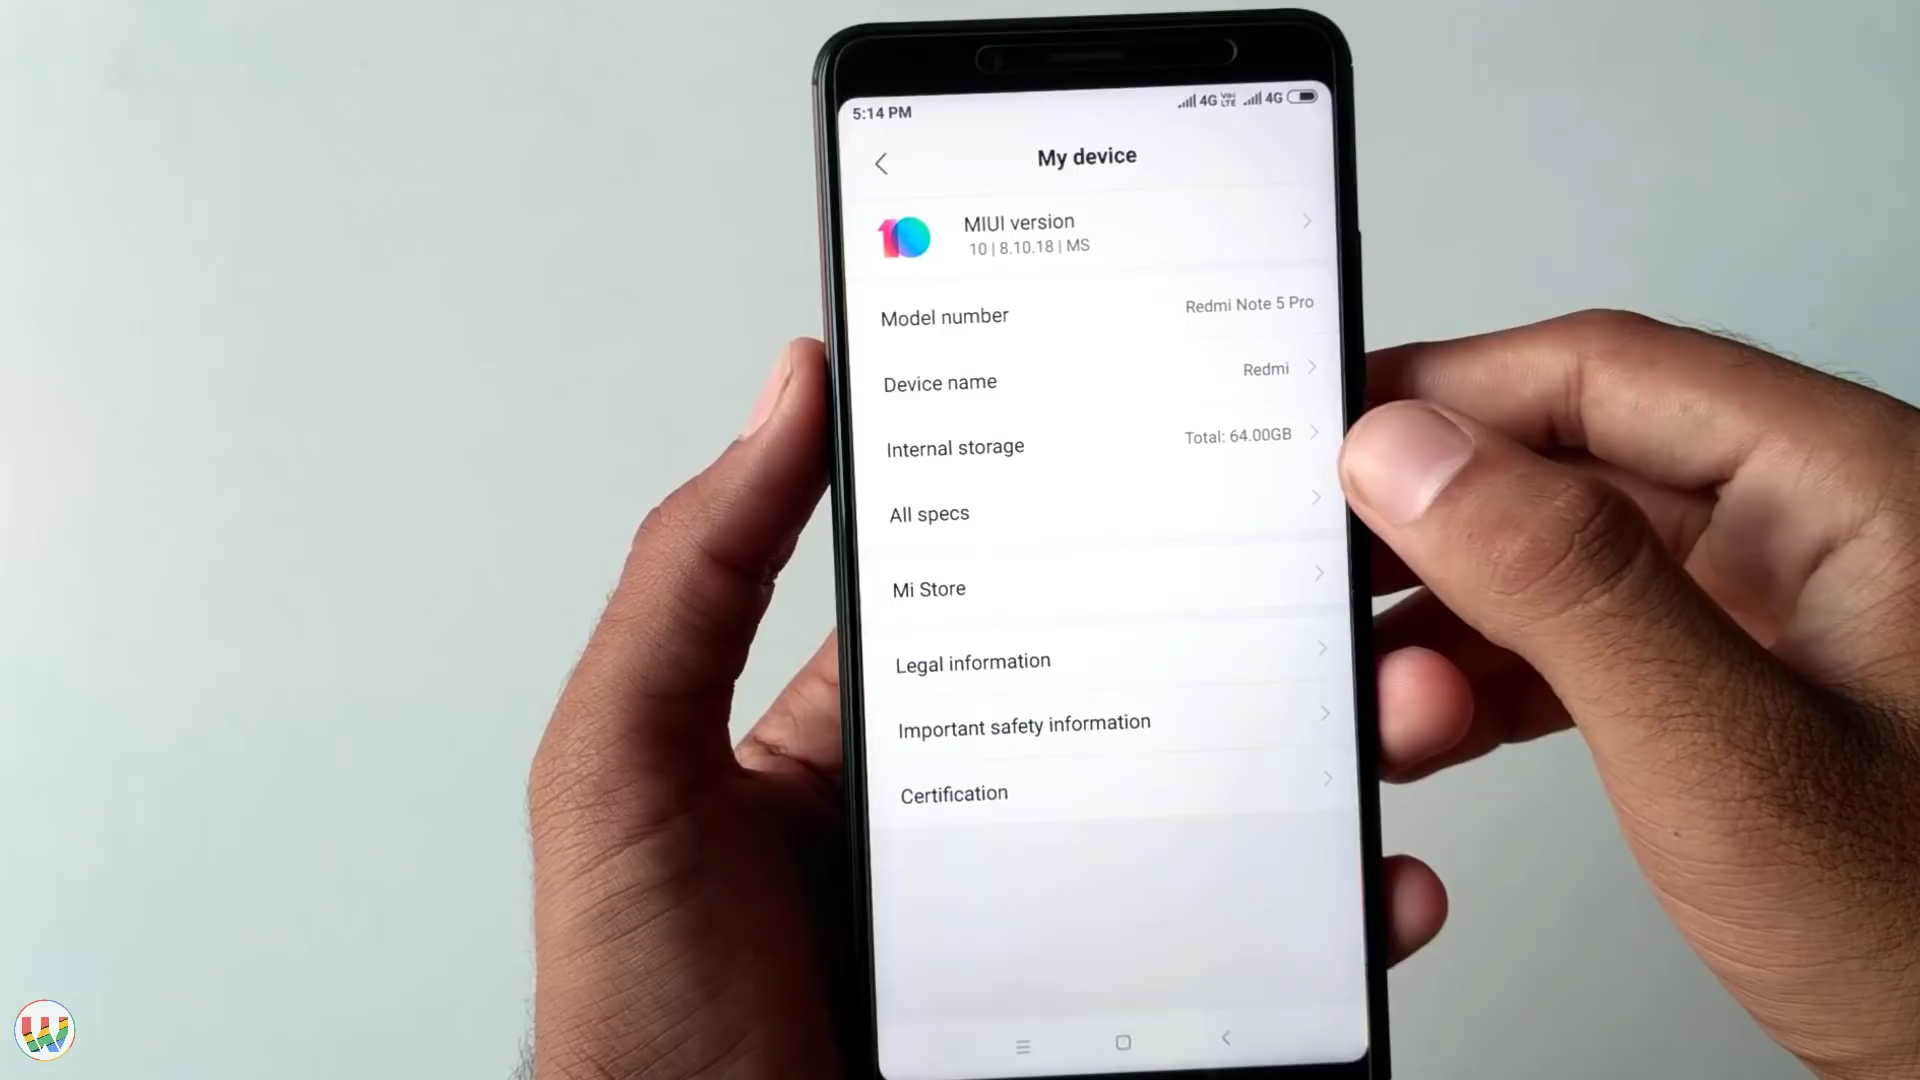 5:14 PM
4G VoLTE 4G
My device
MIUI version
10 | 8.10.18 | MS
Model number Redmi Note 5 Pro
Device name Redmi
Internal storage Total: 64.00GB
All specs
Mi Store
Legal information
Important safety information
Certification
W